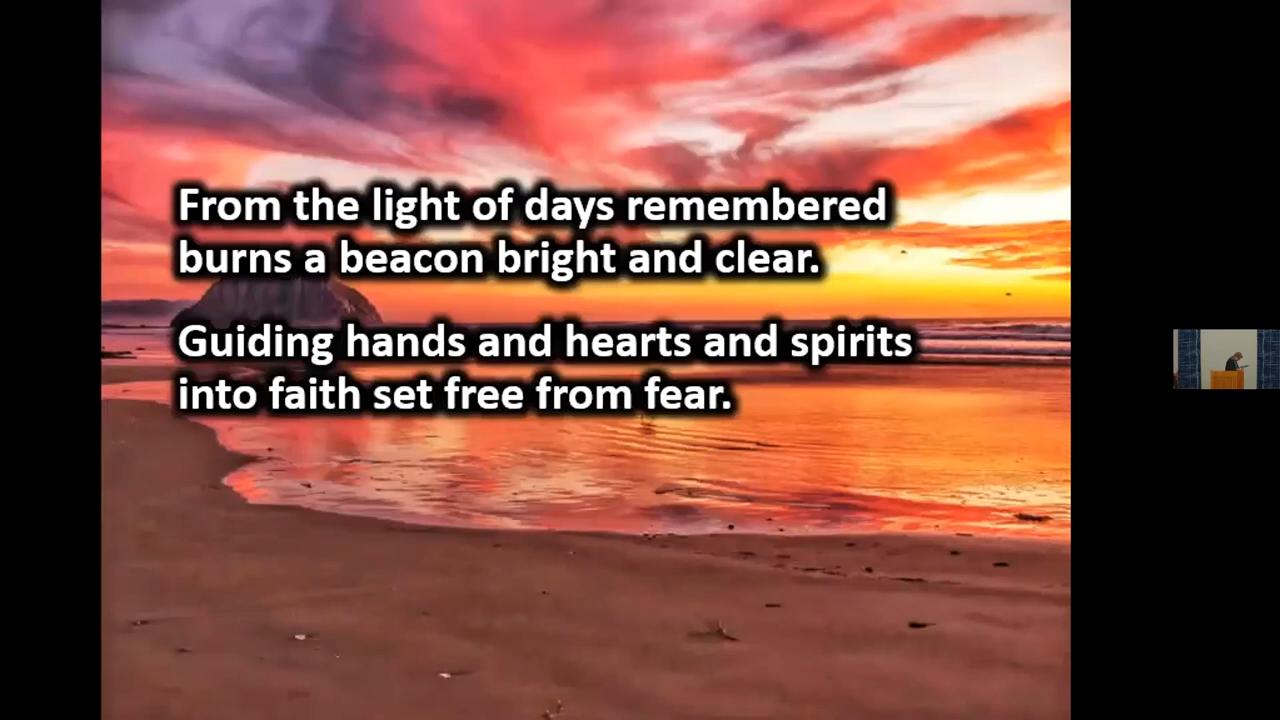 From the light of days remembered
burns a beacon bright and clear.
Guiding hands and hearts and spirits
into faith set free from fear.